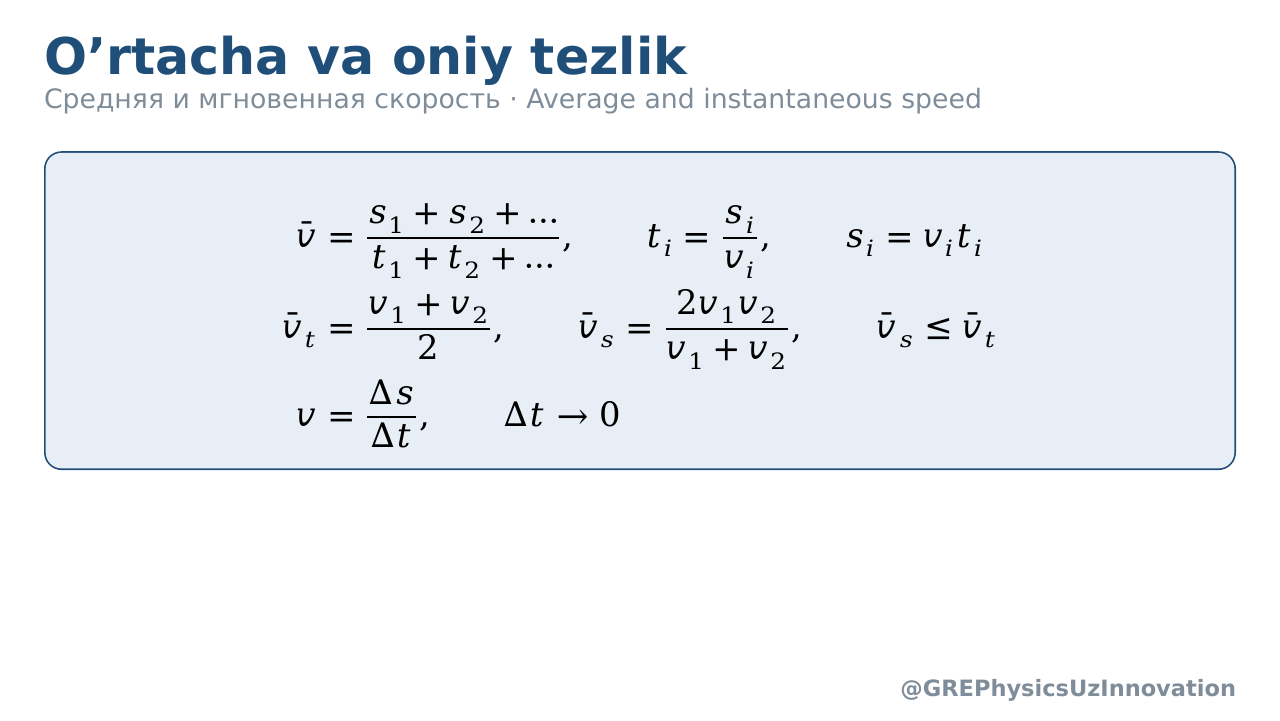 O’rtacha va oniy tezlik
Средняя и мгновенная скорость · Average and instantaneous speed
v̄ = (s₁ + s₂ + ...)/(t₁ + t₂ + ...), tᵢ = sᵢ/vᵢ, sᵢ = vᵢtᵢ
v̄ₜ = (v₁ + v₂)/2, v̄ₛ = 2v₁v₂/(v₁ + v₂), v̄ₛ ≤ v̄ₜ
v = Δs/Δt, Δt → 0
@GREPhysicsUzInnovation